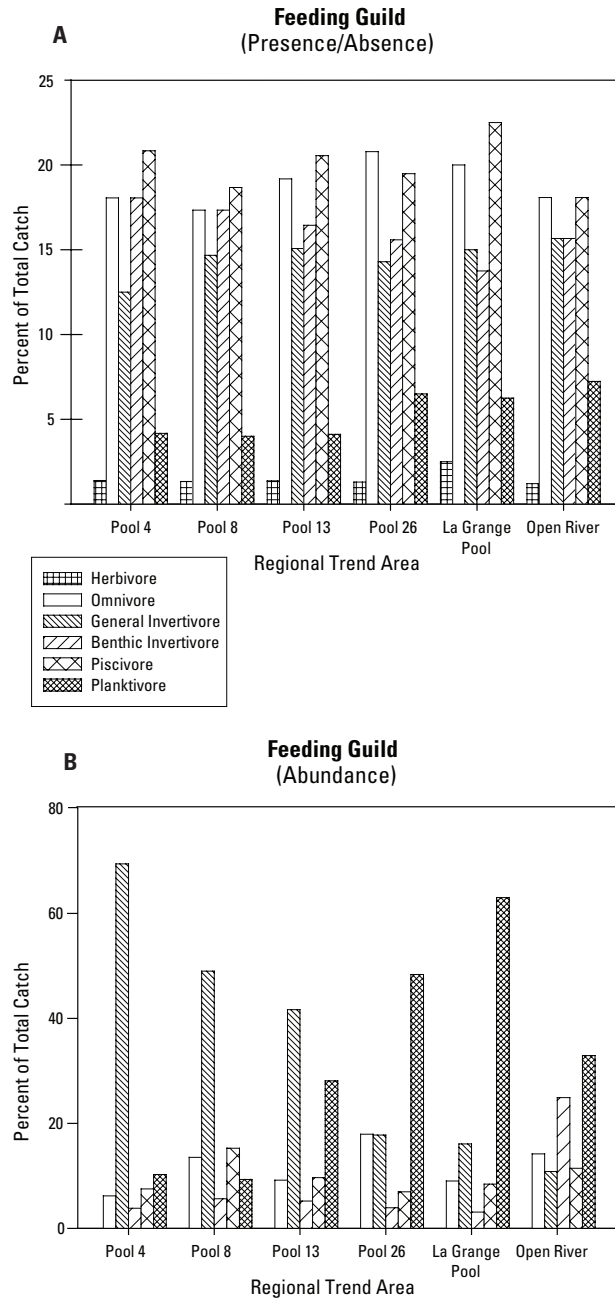 A
Feeding Guild
(Presence/Absence)
25
20
15
10
5
Percent of Total Catch
Pool 4
Pool 8
Pool 13
Pool 26
La Grange
Pool
Open River
Regional Trend Area
Herbivore
Omnivore
General Invertivore
Benthic Invertivore
Piscivore
Planktivore
B
Feeding Guild
(Abundance)
80
60
40
20
0
Percent of Total Catch
Pool 4
Pool 8
Pool 13
Pool 26
La Grange
Pool
Open River
Regional Trend Area